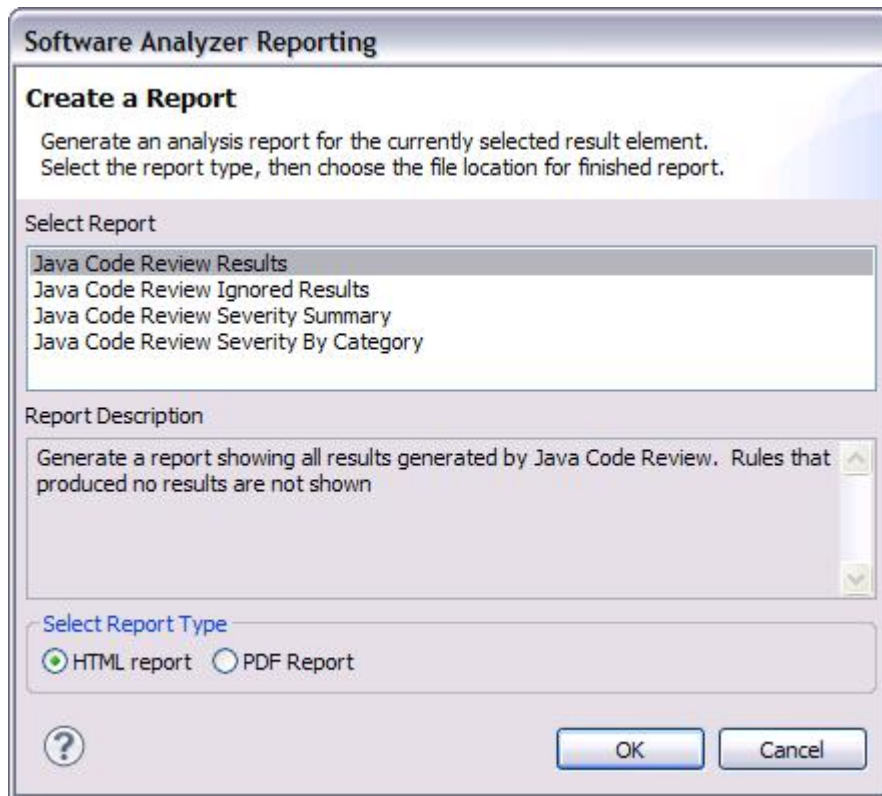 Software Analyzer Reporting
Create a Report
Generate an analysis report for the currently selected result element.
Select the report type, then choose the file location for finished report.
Select Report
Java Code Review Results
Java Code Review Ignored Results
Java Code Review Severity Summary
Java Code Review Severity By Category
Report Description
Generate a report showing all results generated by Java Code Review.  Rules that
produced no results are not shown
Select Report Type
HTML report PDF Report
? OK Cancel